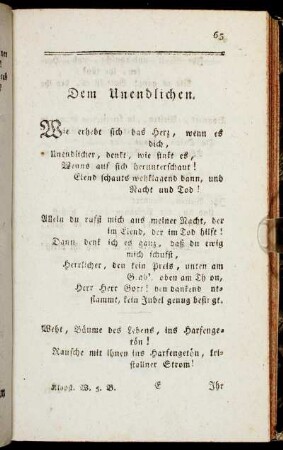 65
Dem Unendlichen.
Wie erhebt sich das Herz, wenn es
dich,
Unendlicher, denkt, wie sinkt es,
Wenns auf sich herunterschaut!
Elend schauts wehklagend dann, und
Nacht und Tod!
Allein du rufst mich aus meiner Nacht, der
im Elend, der im Tod hilft!
Dann denk ich es ganz, daß du ewig
mich schufst,
Herrlicher, den kein Preis, unten am
Grab' oben am Thron,
Herr Herr Gott! den dankend entflammt, kein Jubel genug besingt.
Weht, Bäume des Lebens, ins Harfengetön!
Rausche mit ihnen ins Harfengetön, kristallner Strom!
Klopst. W. 5. B. E Ihr